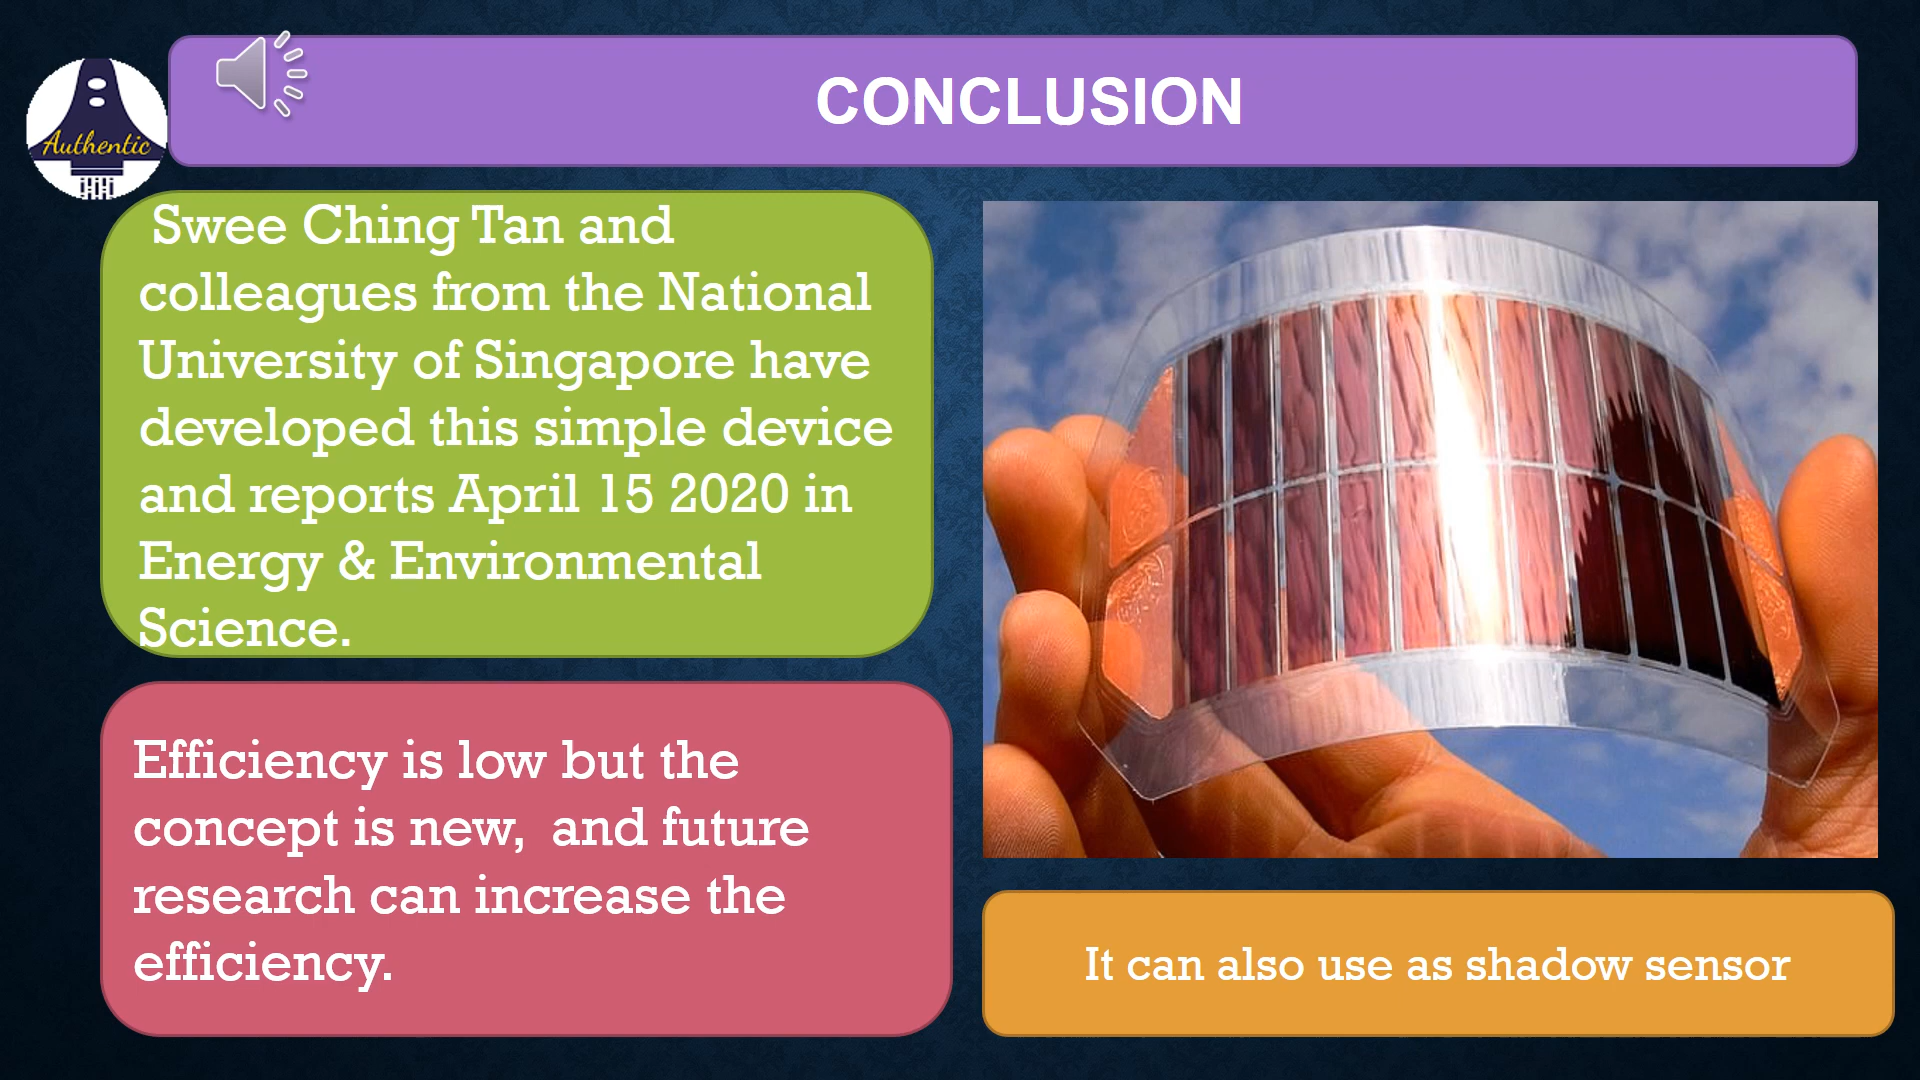 CONCLUSION
Authentic
Swee Ching Tan and
colleagues from the National
University of Singapore have
developed this simple device
and reports April 15 2020 in
Energy & Environmental
Science.
Efficiency is low but the
concept is new,  and future
research can increase the
efficiency.
It can also use as shadow sensor